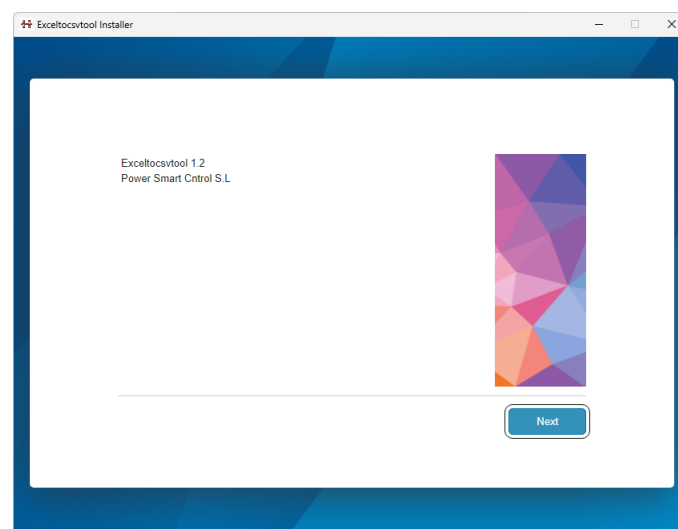 Exceltocsvtool Installer
Exceltocsvtool 1.2
Power Smart Cntrol S.L
Next